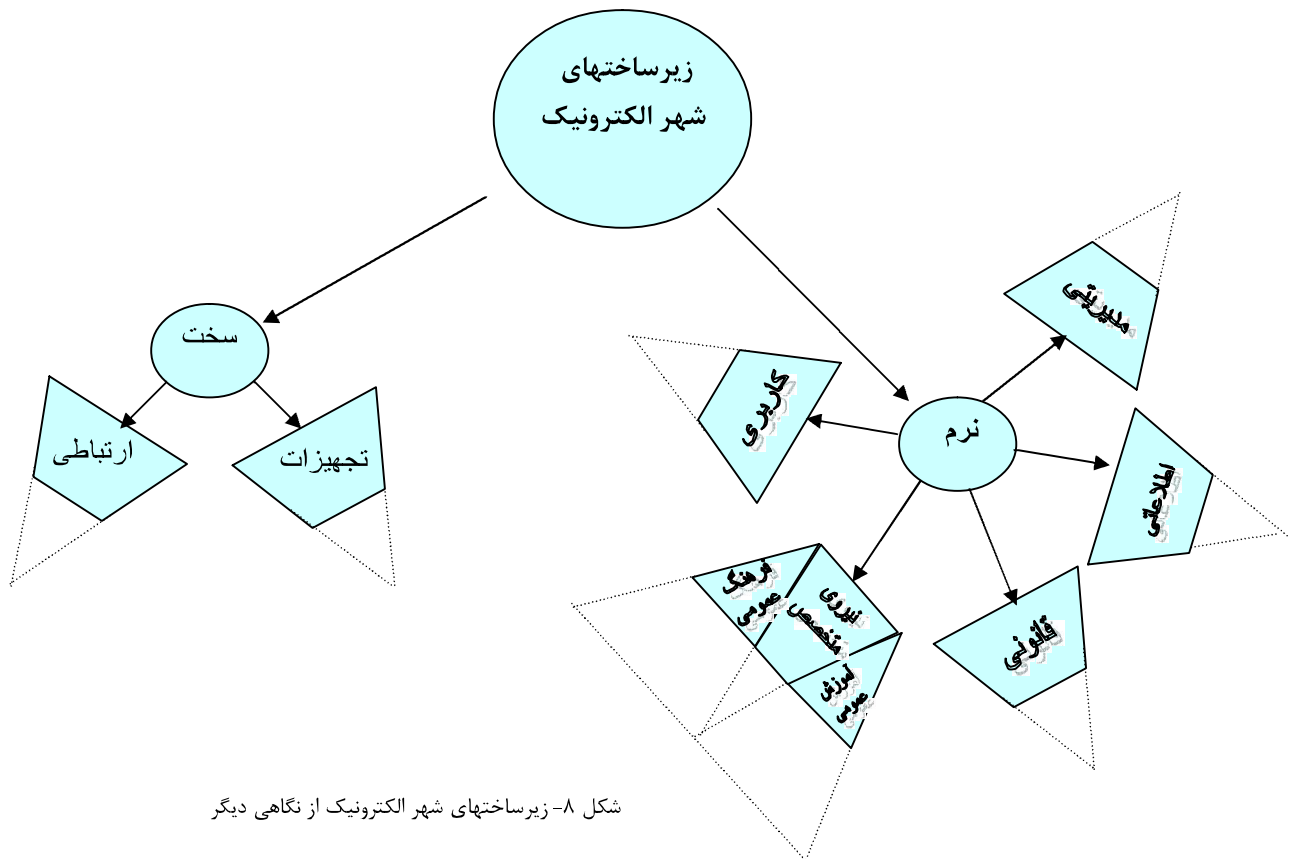 زیرساختهای
شهر الکترونیک
سخت
ارتباطی
تجهیزات
نرم
مدیریتی
کاربری
اطلاعاتی
قانونی
فرهنگ
عمومی
نیروی
متخصص
آموزش
عمومی
شکل ۸- زیرساختهای شهر الکترونیک از نگاهی دیگر